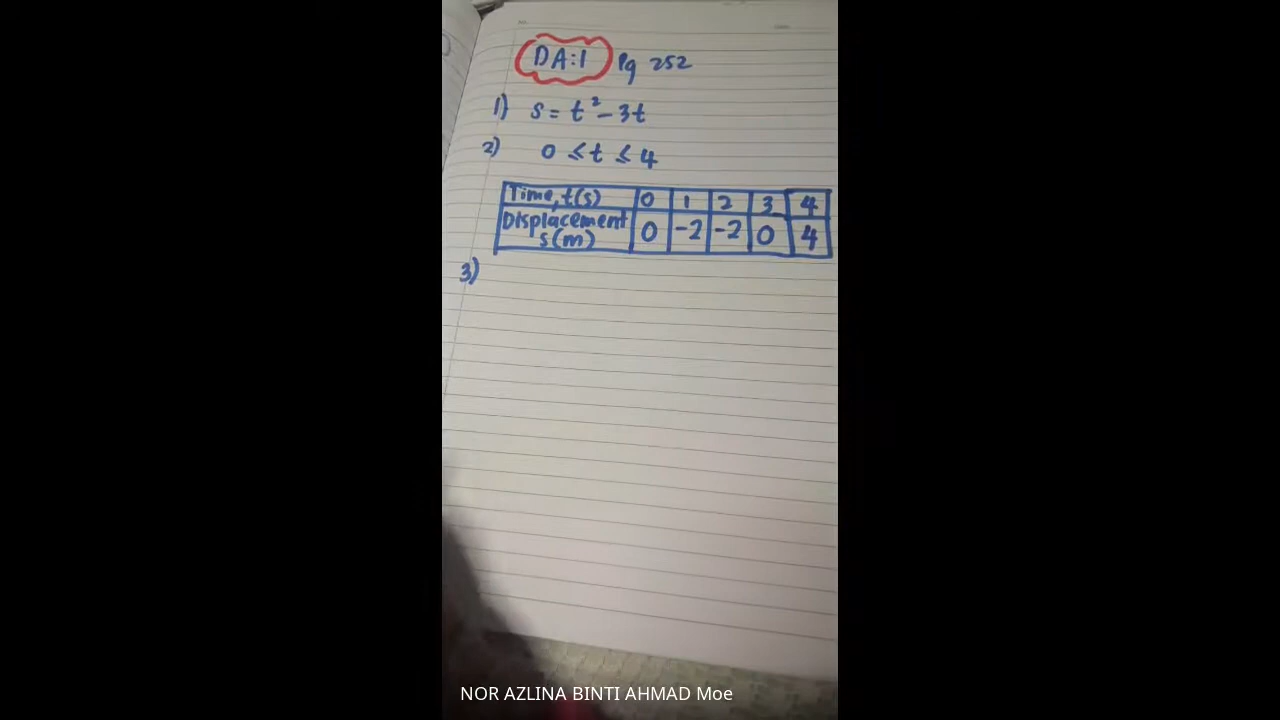 DA:1 Pg 252
1) s = t² - 3t
2) 0 ≤ t ≤ 4
Time, t(s) 0 1 2 3 4
Displacement s(m) 0 -2 -2 0 4
3)
NOR AZLINA BINTI AHMAD Moe